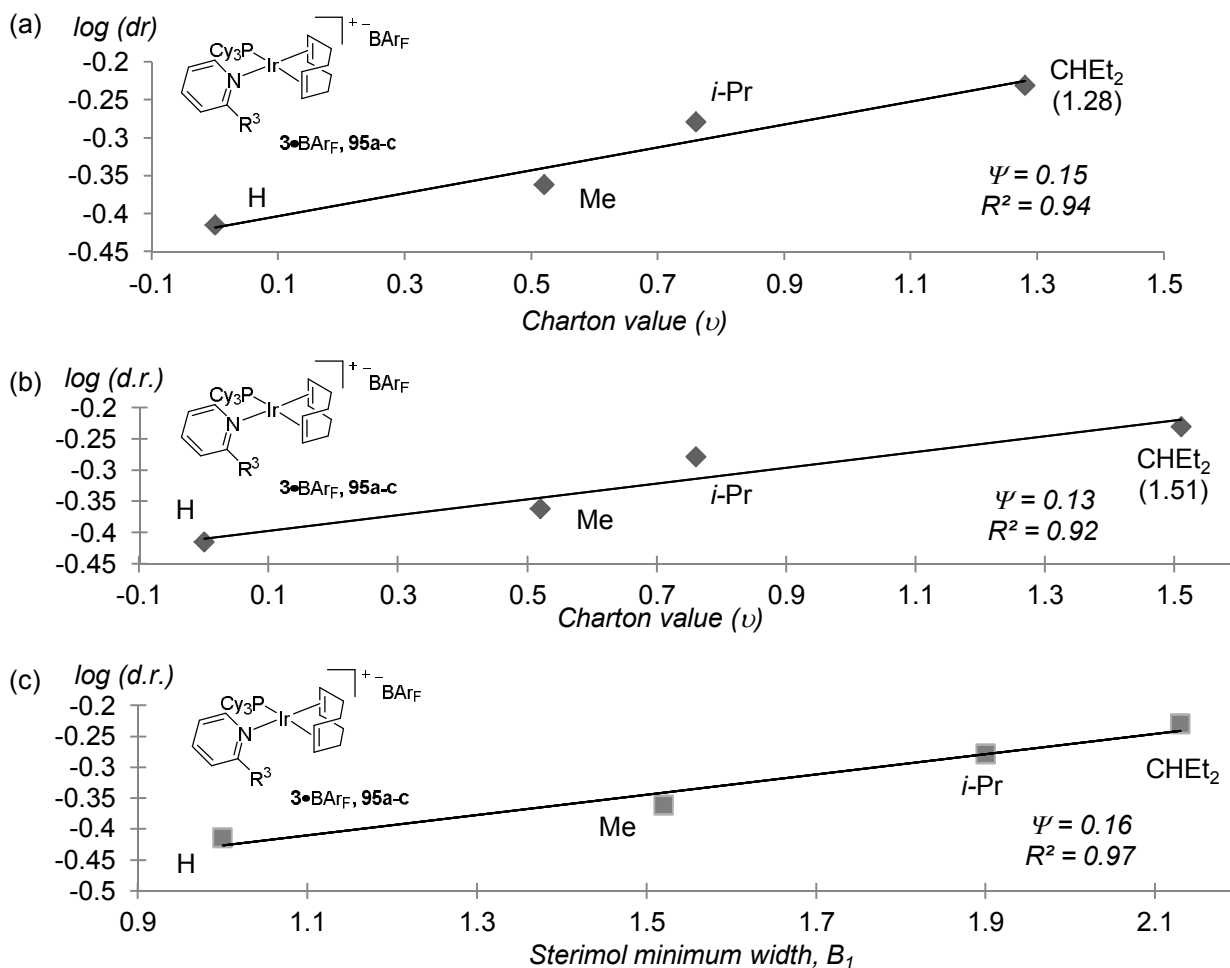 (a) log (dr)
-0.2
-0.25
-0.3
-0.35
-0.4
-0.45
Cy₃P Ir N R³ + − BArF
3•BArF, 95a-c
H
Me
i-Pr
CHEt₂
(1.28)
Ψ = 0.15
R² = 0.94
-0.1 0.1 0.3 0.5 0.7 0.9 1.1 1.3 1.5
Charton value (υ)
(b) log (d.r.)
-0.2
-0.25
-0.3
-0.35
-0.4
-0.45
Cy₃P Ir N R³ + − BArF
3•BArF, 95a-c
H
Me
i-Pr
CHEt₂
(1.51)
Ψ = 0.13
R² = 0.92
-0.1 0.1 0.3 0.5 0.7 0.9 1.1 1.3 1.5
Charton value (υ)
(c) log (d.r.)
-0.2
-0.25
-0.3
-0.35
-0.4
-0.45
-0.5
Cy₃P Ir N R³ + − BArF
3•BArF, 95a-c
H
Me
i-Pr
CHEt₂
Ψ = 0.16
R² = 0.97
0.9 1.1 1.3 1.5 1.7 1.9 2.1
Sterimol minimum width, B₁